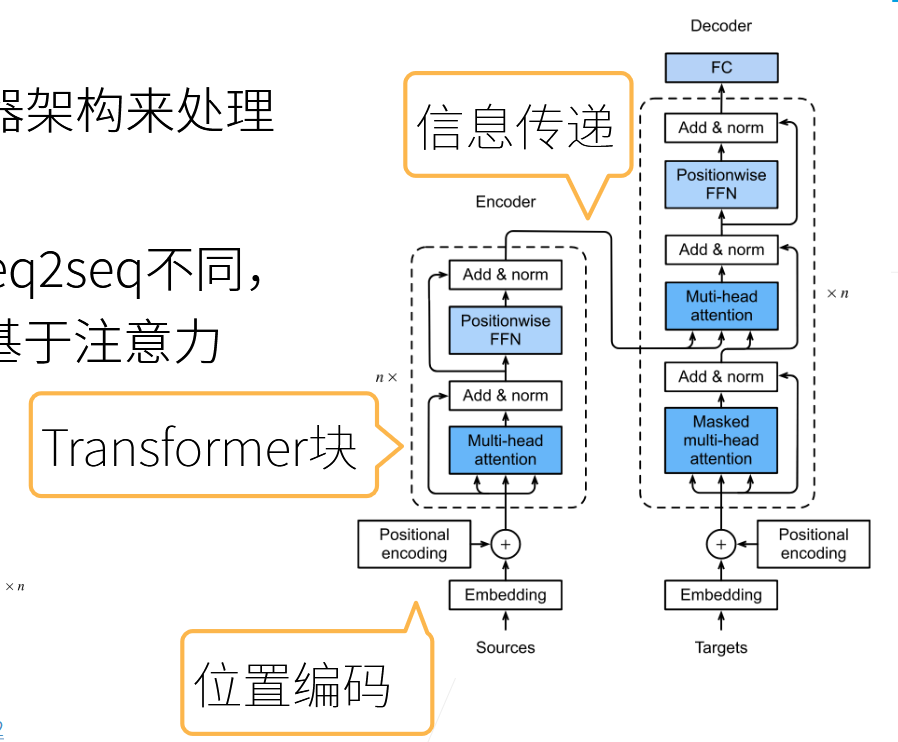 器架构来处理
eq2seq不同，
基于注意力
Transformer块
信息传递
位置编码
× n
2
Encoder
Add & norm
Positionwise
FFN
Add & norm
Multi-head
attention
n ×
Positional
encoding
+
Embedding
Sources
Decoder
FC
Add & norm
Positionwise
FFN
Add & norm
Muti-head
attention
× n
Add & norm
Masked
multi-head
attention
+
Positional
encoding
Embedding
Targets